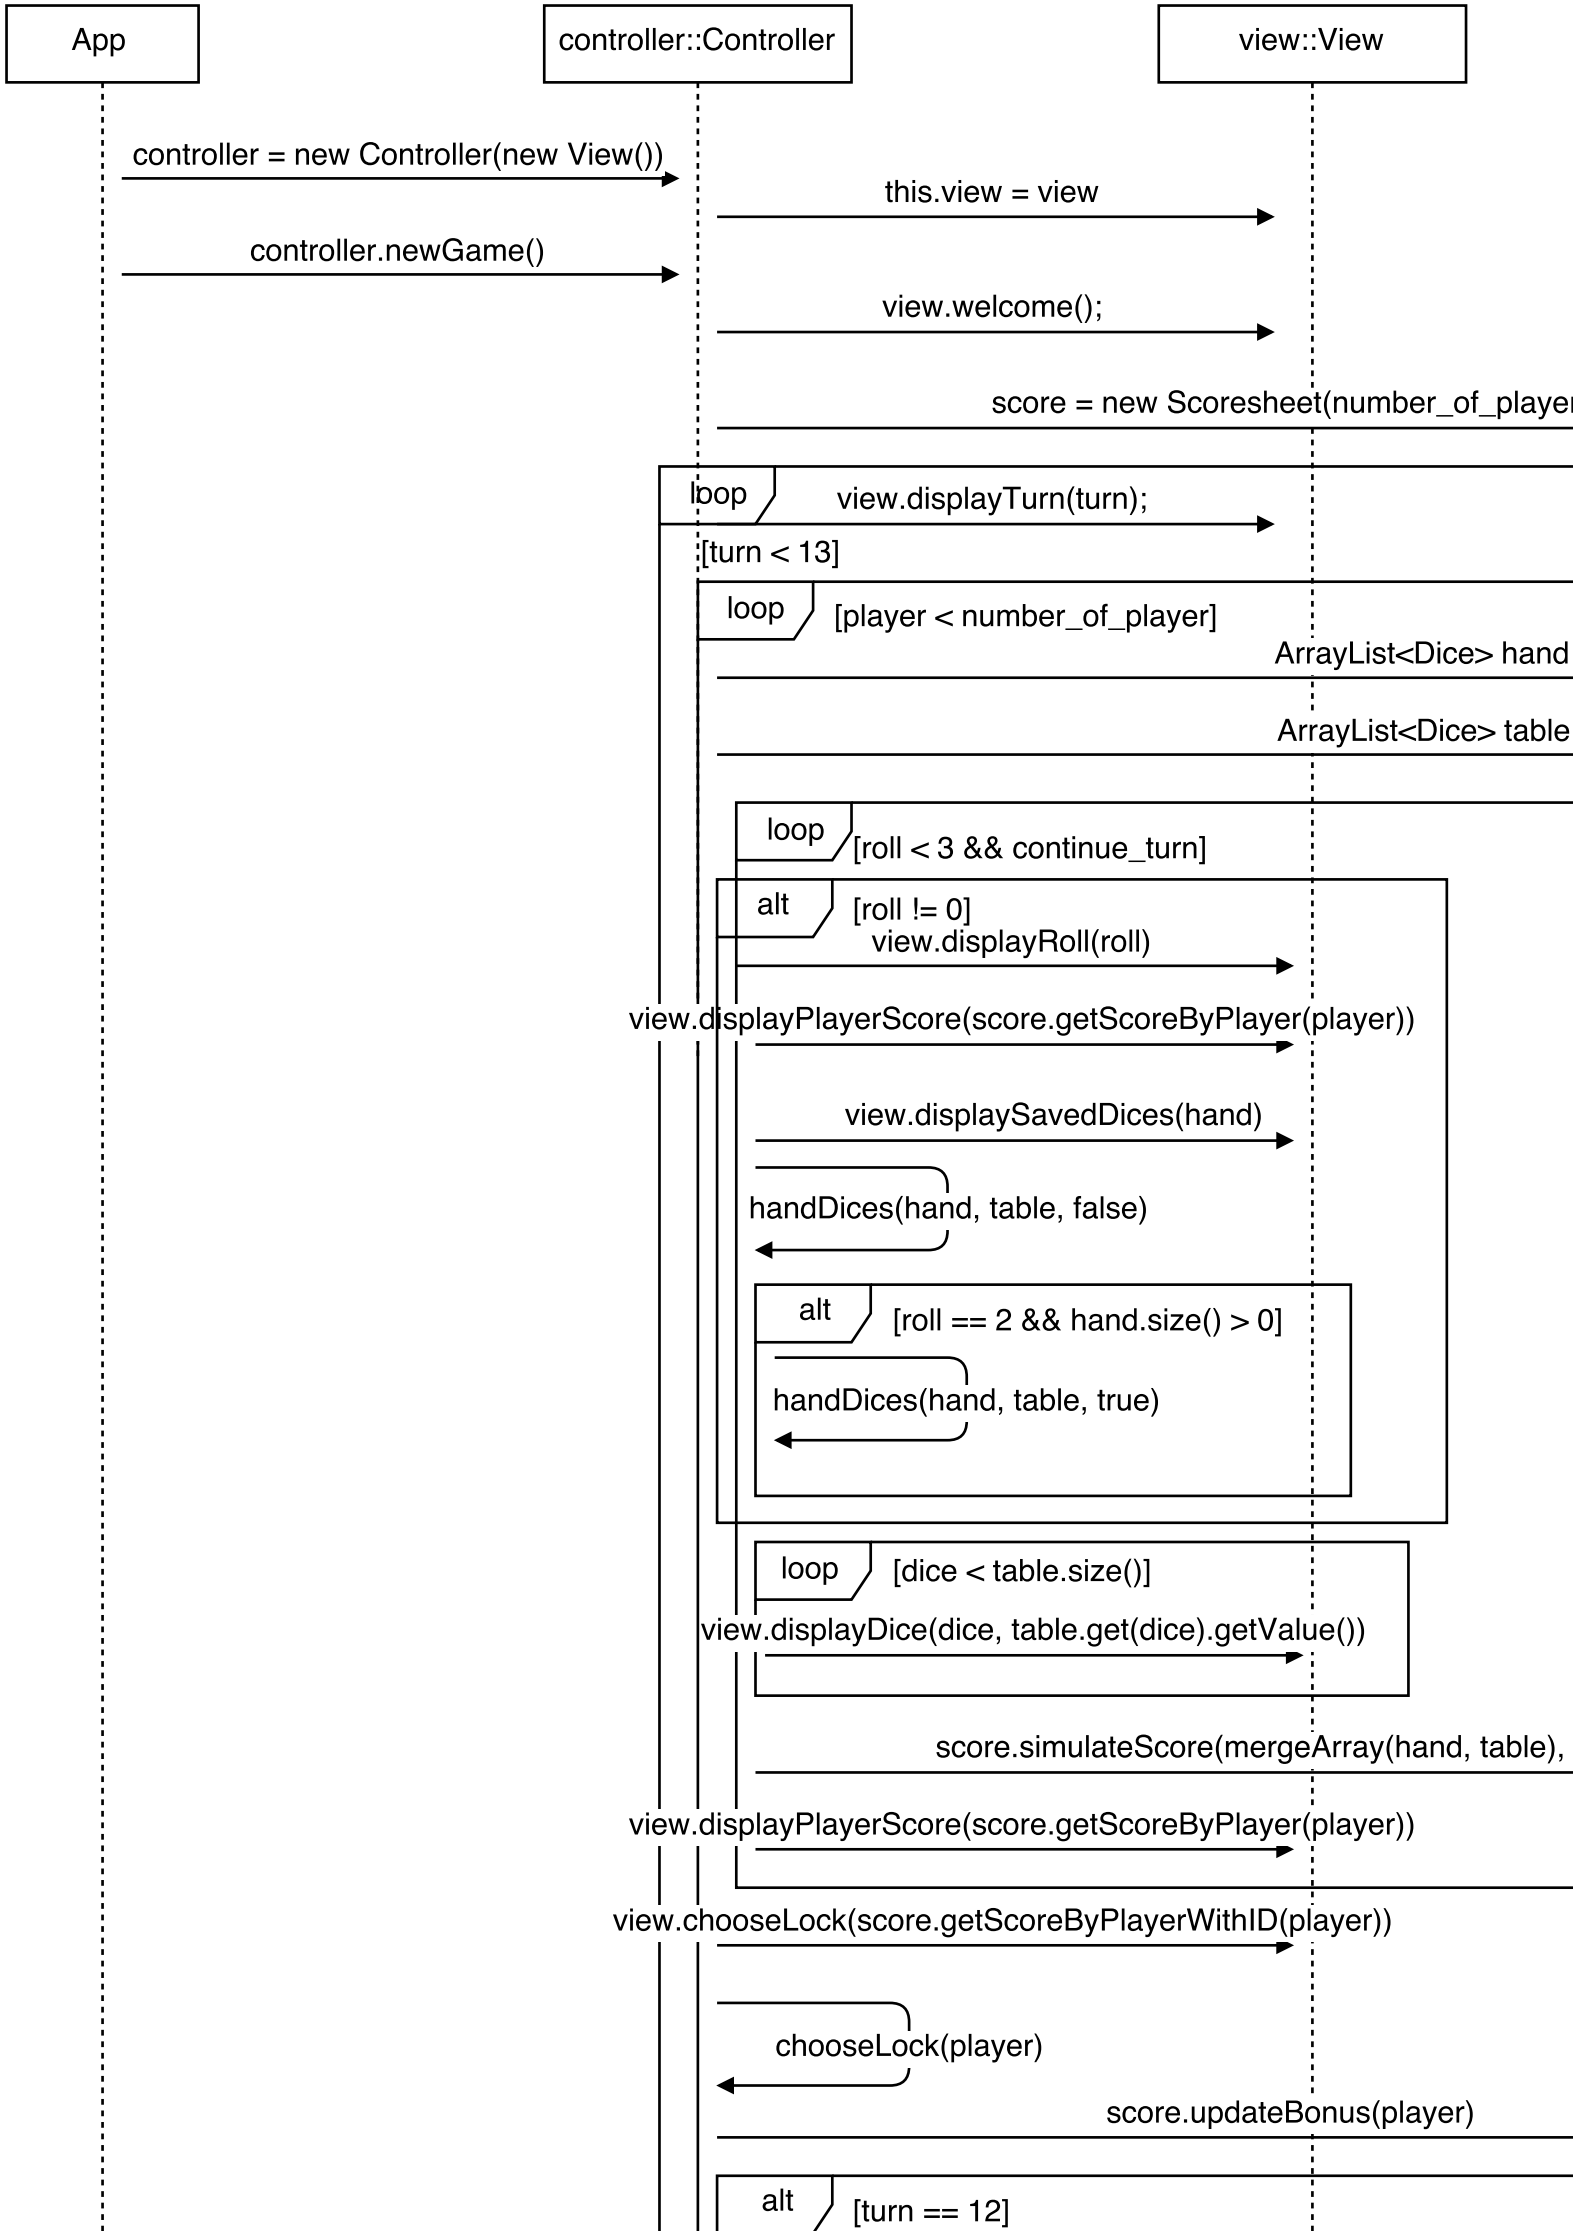 App
controller::Controller
view::View
controller = new Controller(new View())
this.view = view
controller.newGame()
view.welcome();
score = new Scoresheet(number_of_player
loop
view.displayTurn(turn);
[turn < 13]
loop
[player < number_of_player]
ArrayList<Dice> hand
ArrayList<Dice> table
loop
[roll < 3 && continue_turn]
alt
[roll != 0]
view.displayRoll(roll)
view.displayPlayerScore(score.getScoreByPlayer(player))
view.displaySavedDices(hand)
handDices(hand, table, false)
alt
[roll == 2 && hand.size() > 0]
handDices(hand, table, true)
loop
[dice < table.size()]
view.displayDice(dice, table.get(dice).getValue())
score.simulateScore(mergeArray(hand, table),
view.displayPlayerScore(score.getScoreByPlayer(player))
view.chooseLock(score.getScoreByPlayerWithID(player))
chooseLock(player)
score.updateBonus(player)
alt
[turn == 12]